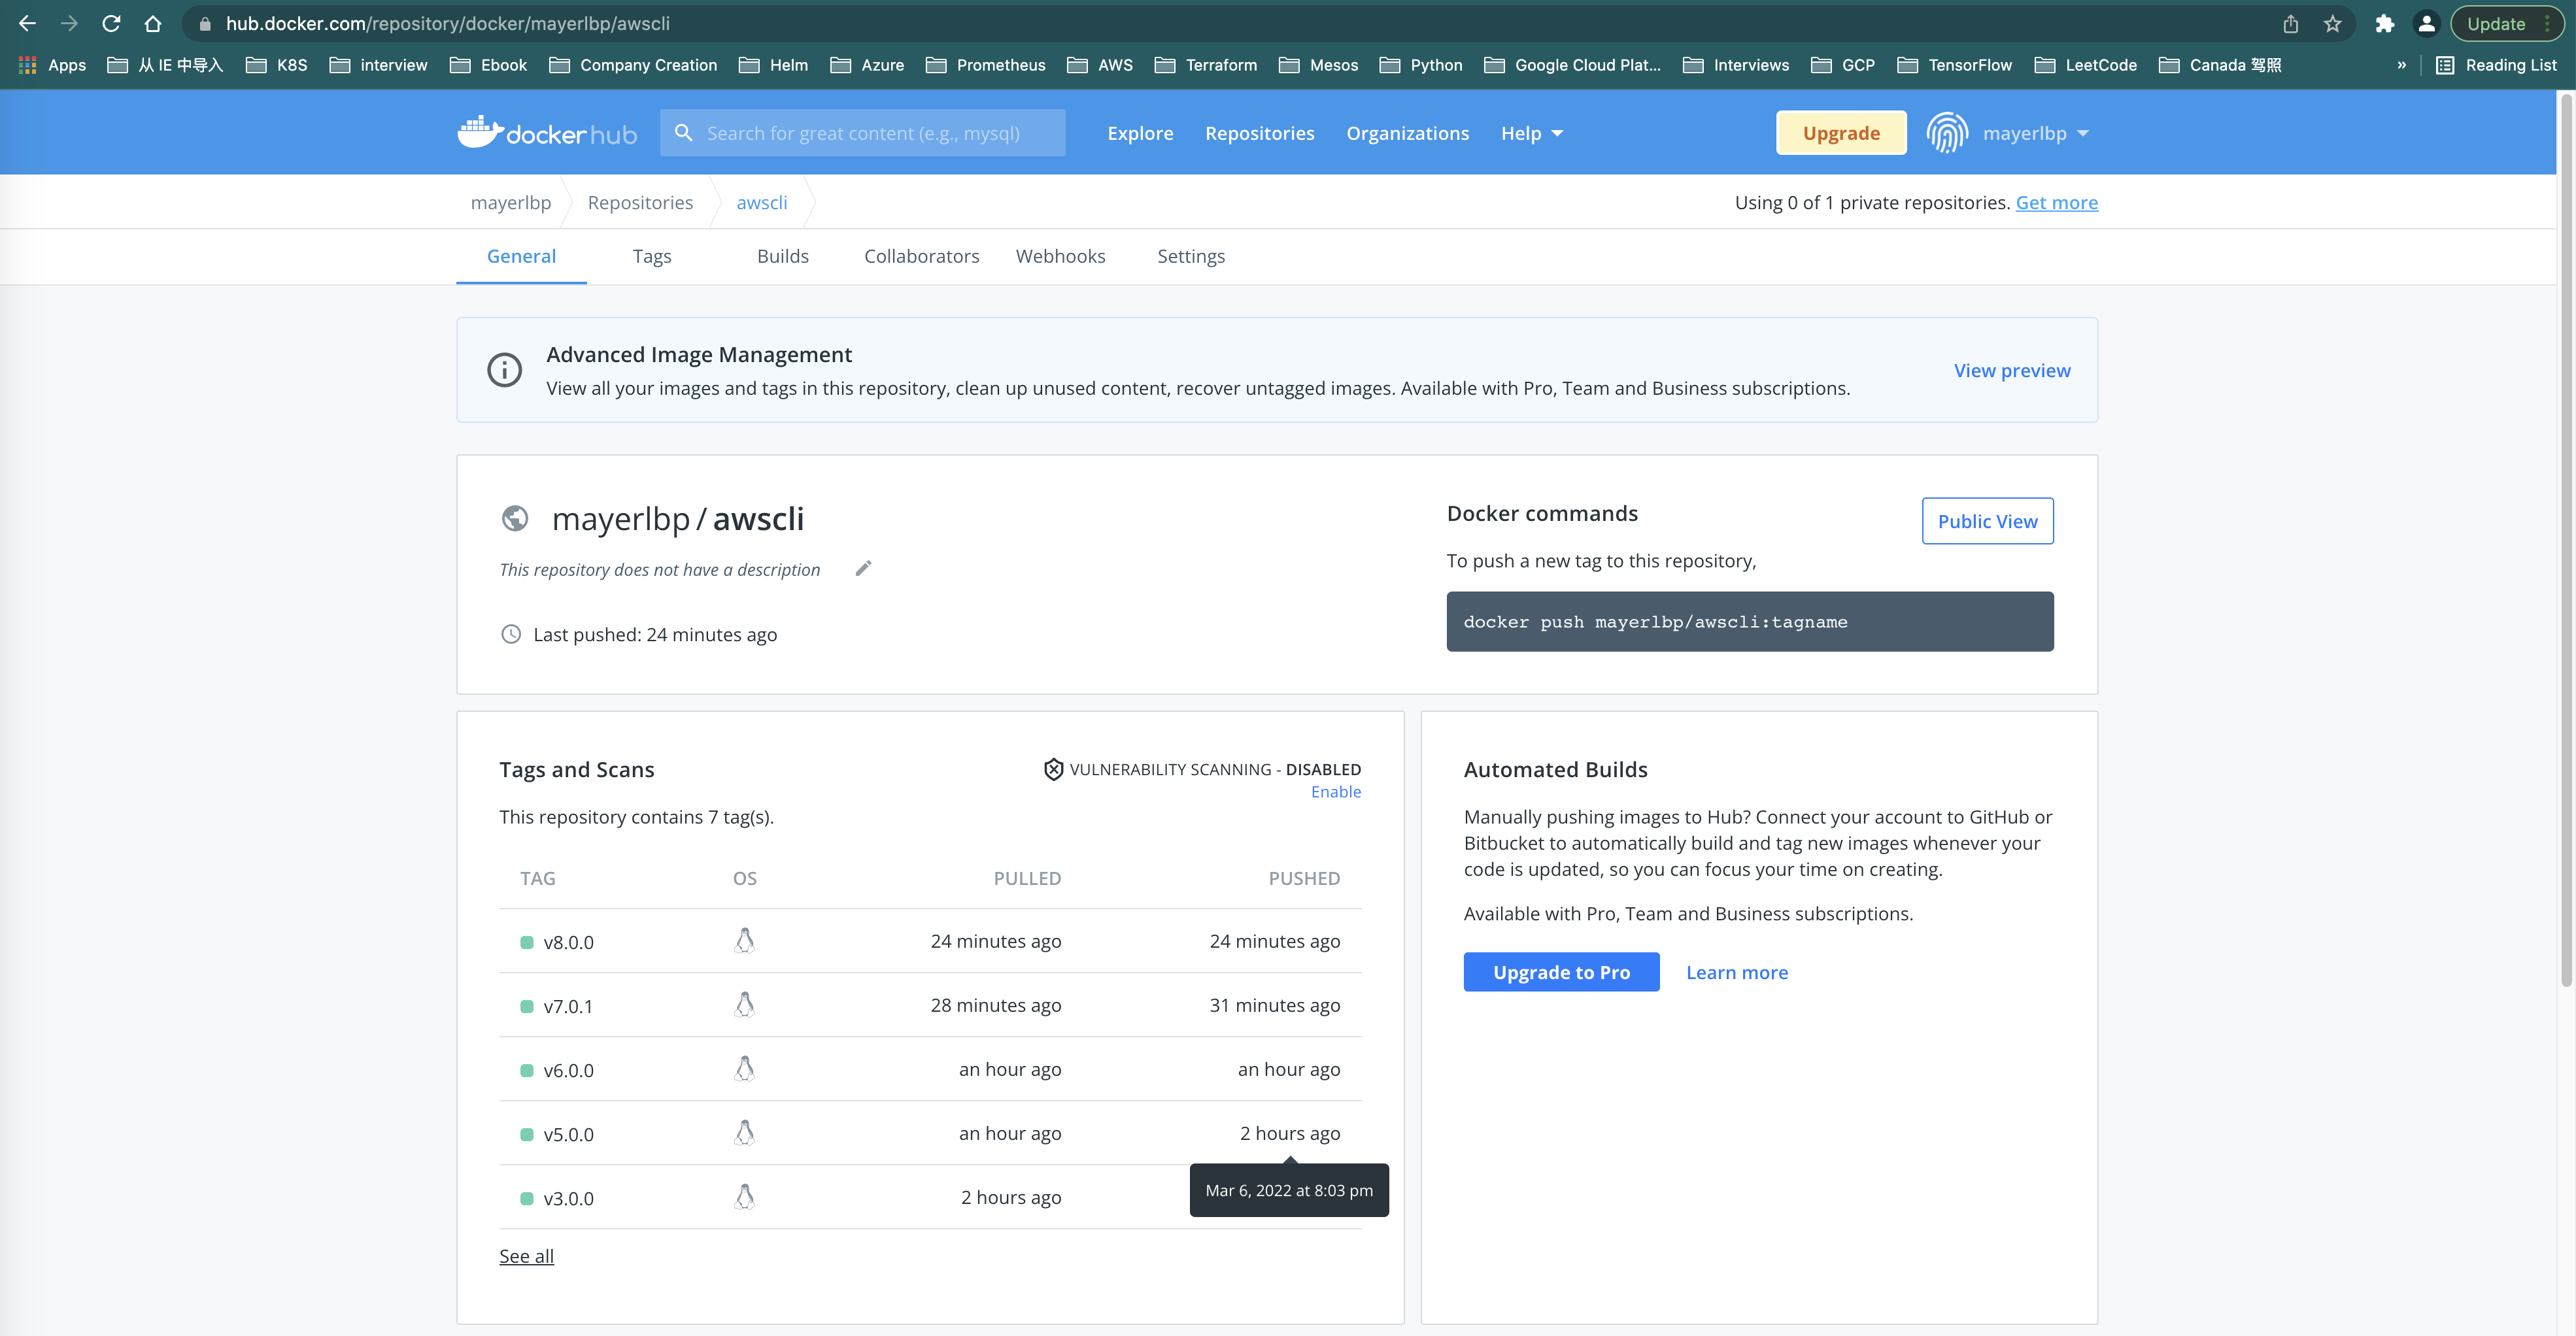 hub.docker.com/repository/docker/mayerlbp/awscli
Update
Apps 从 IE 中导入 K8S interview Ebook Company Creation Helm Azure Prometheus AWS Terraform Mesos Python Google Cloud Plat... Interviews GCP TensorFlow LeetCode Canada 驾照 » Reading List
docker hub Search for great content (e.g., mysql) Explore Repositories Organizations Help Upgrade mayerlbp
mayerlbp Repositories awscli Using 0 of 1 private repositories. Get more
General Tags Builds Collaborators Webhooks Settings
Advanced Image Management
View all your images and tags in this repository, clean up unused content, recover untagged images. Available with Pro, Team and Business subscriptions.
View preview
mayerlbp / awscli
This repository does not have a description
Last pushed: 24 minutes ago
Docker commands
Public View
To push a new tag to this repository,
docker push mayerlbp/awscli:tagname
Tags and Scans
VULNERABILITY SCANNING - DISABLED
Enable
This repository contains 7 tag(s).
TAG OS PULLED PUSHED
v8.0.0 24 minutes ago 24 minutes ago
v7.0.1 28 minutes ago 31 minutes ago
v6.0.0 an hour ago an hour ago
v5.0.0 an hour ago 2 hours ago
v3.0.0 2 hours ago
Mar 6, 2022 at 8:03 pm
See all
Automated Builds
Manually pushing images to Hub? Connect your account to GitHub or
Bitbucket to automatically build and tag new images whenever your
code is updated, so you can focus your time on creating.
Available with Pro, Team and Business subscriptions.
Upgrade to Pro Learn more